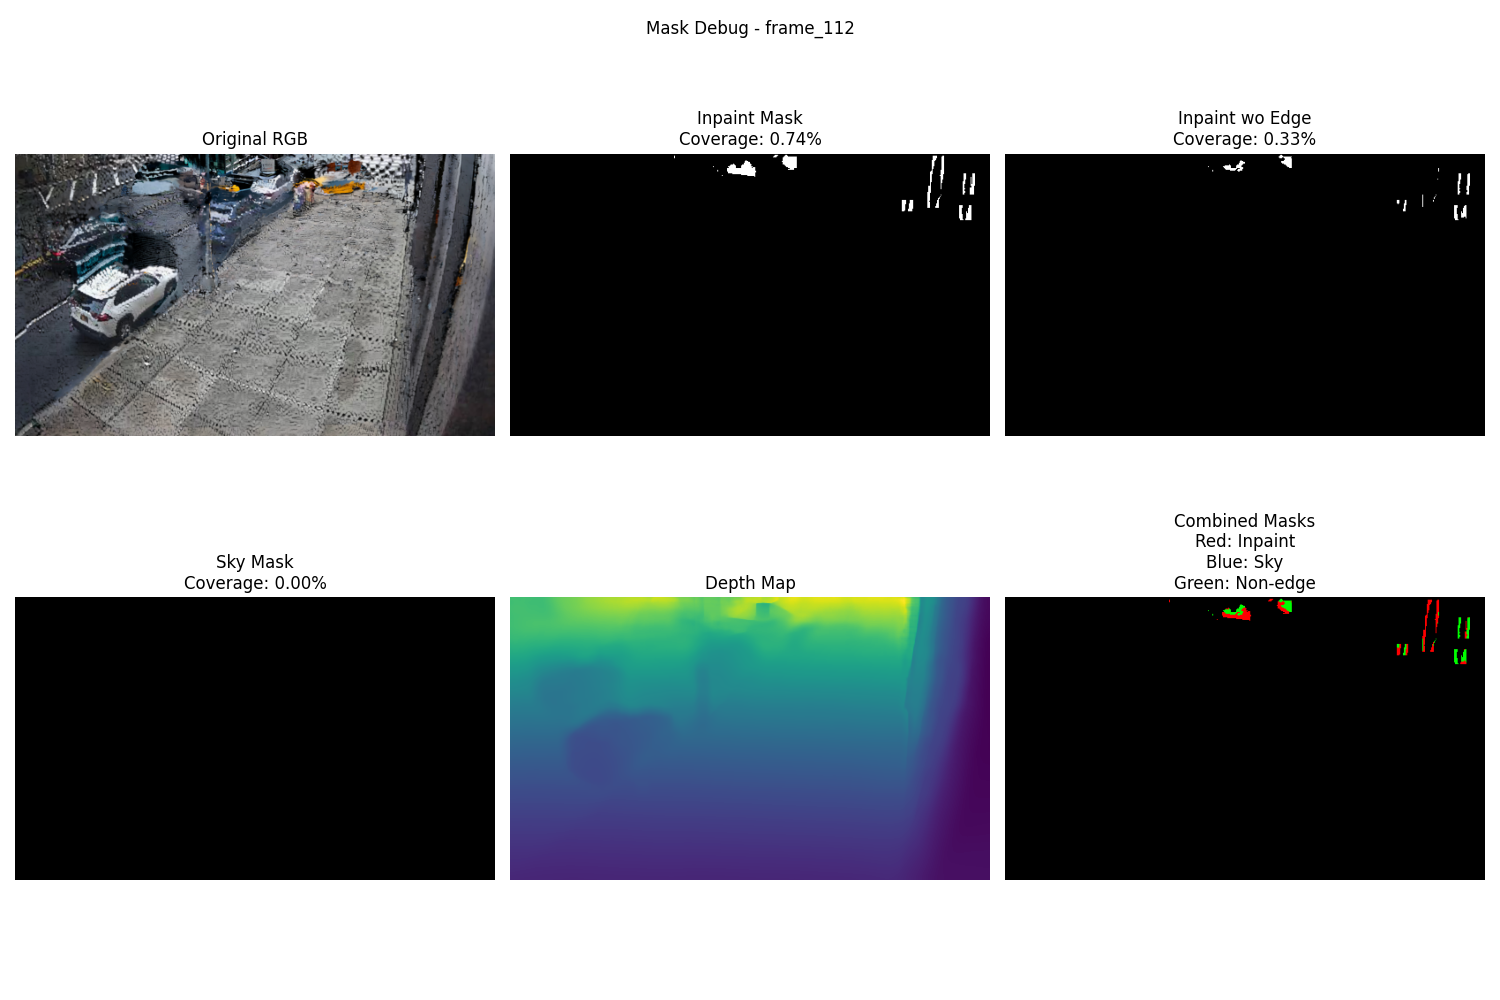 Mask Debug - frame_112
Original RGB
Inpaint Mask
Coverage: 0.74%
Inpaint wo Edge
Coverage: 0.33%
Sky Mask
Coverage: 0.00%
Depth Map
Combined Masks
Red: Inpaint
Blue: Sky
Green: Non-edge